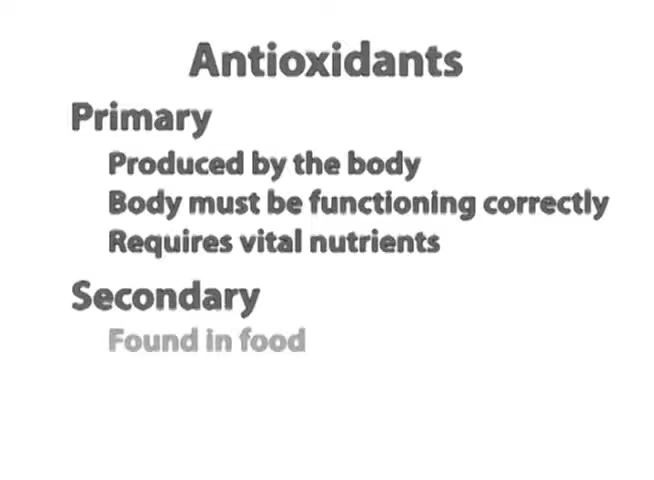 Antioxidants
Primary
Produced by the body
Body must be functioning correctly
Requires vital nutrients
Secondary
Found in food